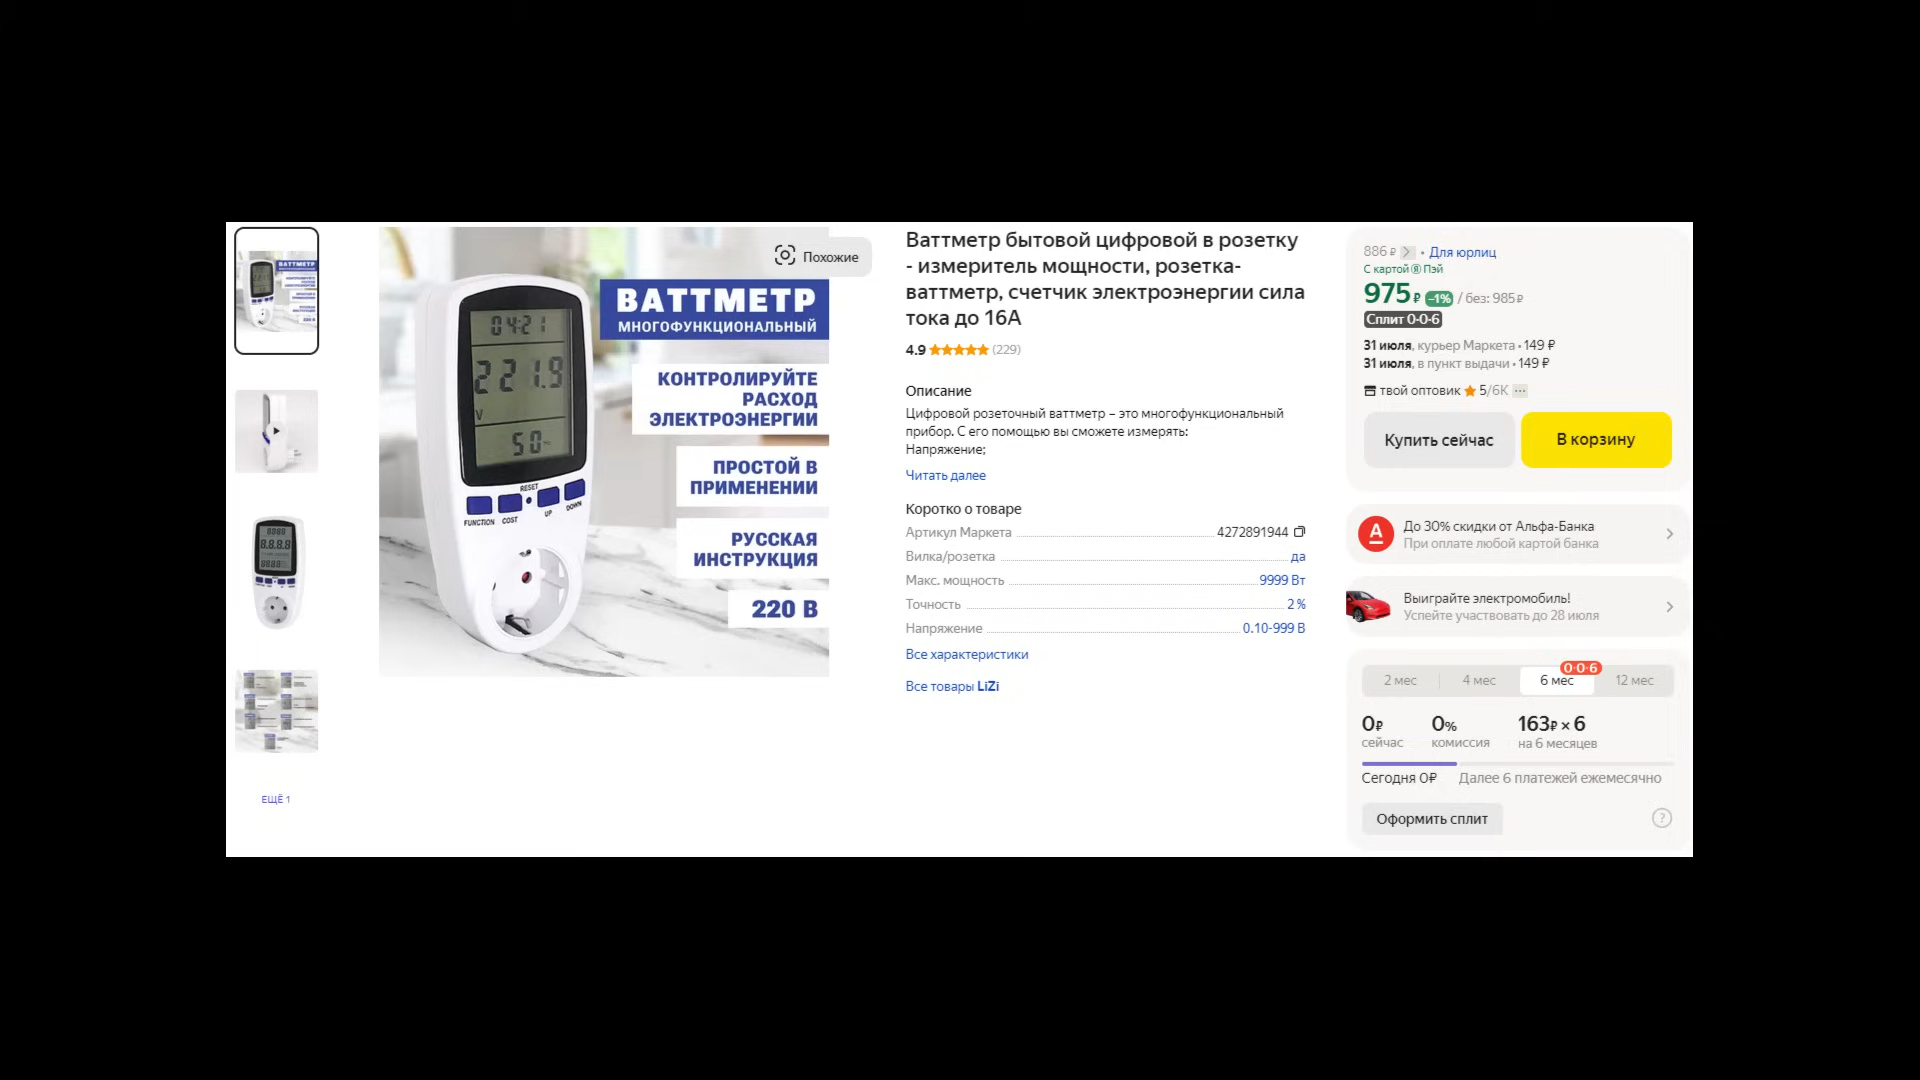 ВАТТМЕТР
МНОГОФУНКЦИОНАЛЬНЫЙ
КОНТРОЛИРУЙТЕ
РАСХОД
ЭЛЕКТРОЭНЕРГИИ
ПРОСТОЙ В
ПРИМЕНЕНИИ
РУССКАЯ
ИНСТРУКЦИЯ
220 В
Похожие
04:21
221.9
V
50
RESET
FUNCTION COST UP DOWN
ЕЩЁ 1
Ваттметр бытовой цифровой в розетку
- измеритель мощности, розетка-
ваттметр, счетчик электроэнергии сила
тока до 16А
4.9 (229)
Описание
Цифровой розеточный ваттметр – это многофункциональный
прибор. С его помощью вы сможете измерять:
Напряжение;
Читать далее
Коротко о товаре
Артикул Маркета 4272891944
Вилка/розетка да
Макс. мощность 9999 Вт
Точность 2 %
Напряжение 0.10-999 В
Все характеристики
Все товары LiZi
886 ₽ • Для юрлиц
С картой Я Пэй
975 ₽ –1% / без: 985 ₽
Сплит 0-0-6
31 июля, курьер Маркета • 149 ₽
31 июля, в пункт выдачи • 149 ₽
твой оптовик 5/6K ···
Купить сейчас
В корзину
До 30% скидки от Альфа-Банка
При оплате любой картой банка
Выиграйте электромобиль!
Успейте участвовать до 28 июля
0-0-6
2 мес 4 мес 6 мес 12 мес
0₽ 0% 163₽ × 6
сейчас комиссия на 6 месяцев
Сегодня 0₽ Далее 6 платежей ежемесячно
Оформить сплит ?